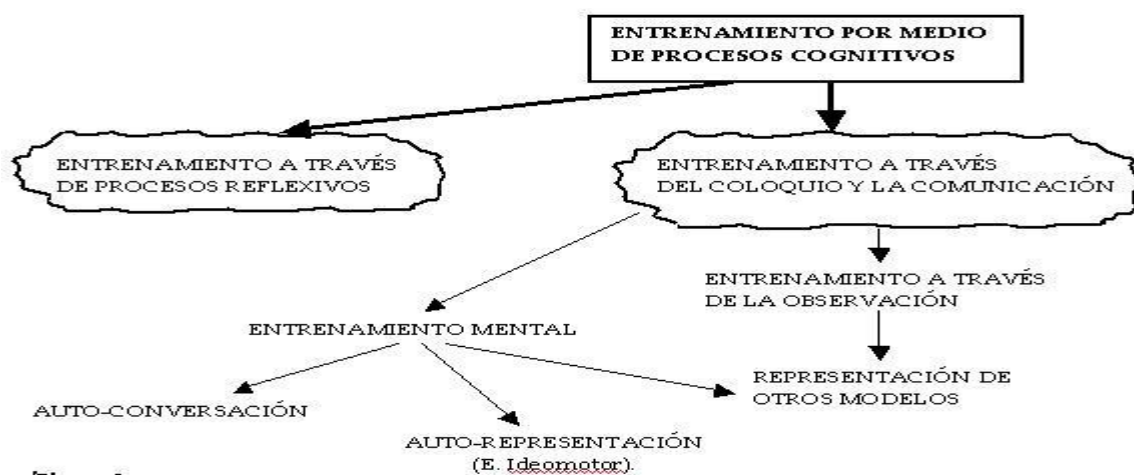 ENTRENAMIENTO POR MEDIO
DE PROCESOS COGNITIVOS
ENTRENAMIENTO A TRAVÉS
DE PROCESOS REFLEXIVOS
ENTRENAMIENTO A TRAVÉS
DEL COLOQUIO Y LA COMUNICACIÓN
ENTRENAMIENTO A TRAVÉS
DE LA OBSERVACIÓN
ENTRENAMIENTO MENTAL
REPRESENTACIÓN DE
OTROS MODELOS
AUTO-CONVERSACIÓN
AUTO-REPRESENTACIÓN
(E. Ideomotor).